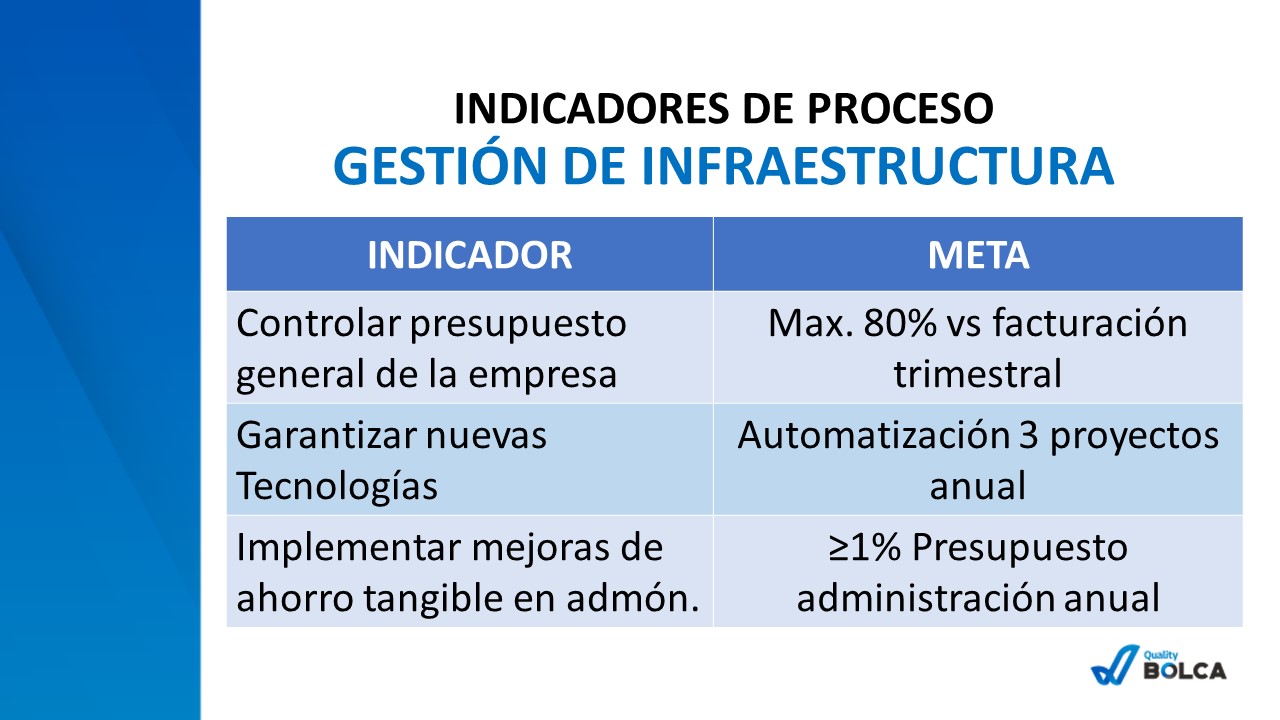 INDICADORES DE PROCESO
GESTIÓN DE INFRAESTRUCTURA
INDICADOR
META
Controlar presupuesto
general de la empresa
Max. 80% vs facturación
trimestral
Garantizar nuevas
Tecnologías
Automatización 3 proyectos
anual
Implementar mejoras de
ahorro tangible en admón.
≥1% Presupuesto
administración anual
Quality
BOLCA